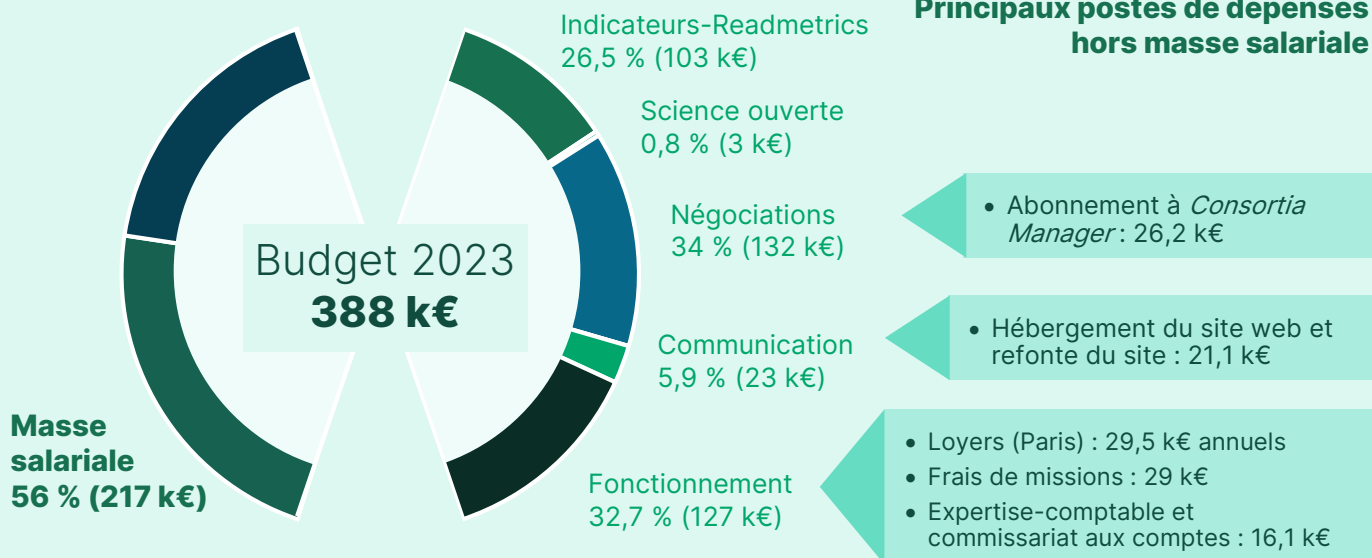 Principaux postes de dépenses
hors masse salariale
Indicateurs-Readmetrics
26,5 % (103 k€)
Science ouverte
0,8 % (3 k€)
Négociations
34 % (132 k€)
• Abonnement à Consortia
Manager : 26,2 k€
Budget 2023
388 k€
Communication
5,9 % (23 k€)
• Hébergement du site web et
refonte du site : 21,1 k€
Masse
salariale
56 % (217 k€)
Fonctionnement
32,7 % (127 k€)
• Loyers (Paris) : 29,5 k€ annuels
• Frais de missions : 29 k€
• Expertise-comptable et
commissariat aux comptes : 16,1 k€